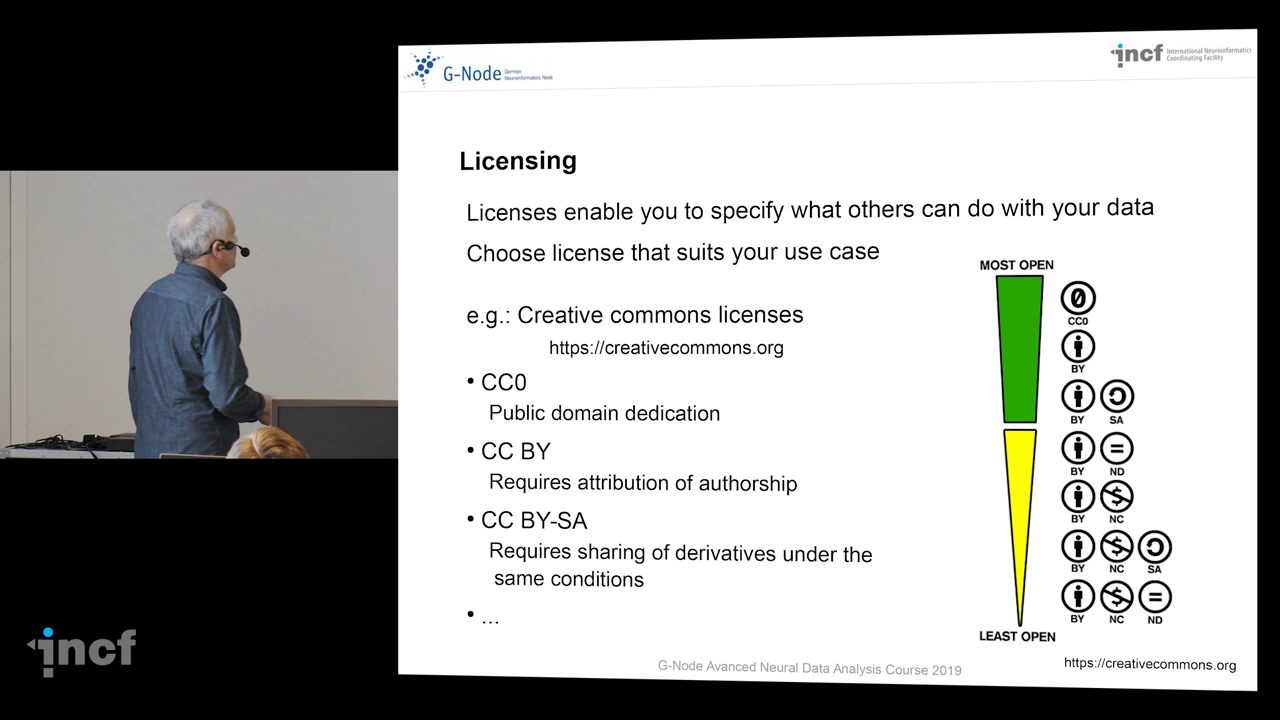 G-Node German Neuroinformatics Node
incf International Neuroinformatics Coordinating Facility
Licensing
Licenses enable you to specify what others can do with your data
Choose license that suits your use case
e.g.: Creative commons licenses
https://creativecommons.org
• CC0
Public domain dedication
• CC BY
Requires attribution of authorship
• CC BY-SA
Requires sharing of derivatives under the
same conditions
• ...
MOST OPEN
0
CC0
BY
BY SA
= 
BY ND
$
BY NC
$
BY NC SA
$ =
BY NC ND
LEAST OPEN
https://creativecommons.org
G-Node Avanced Neural Data Analysis Course 2019
incf